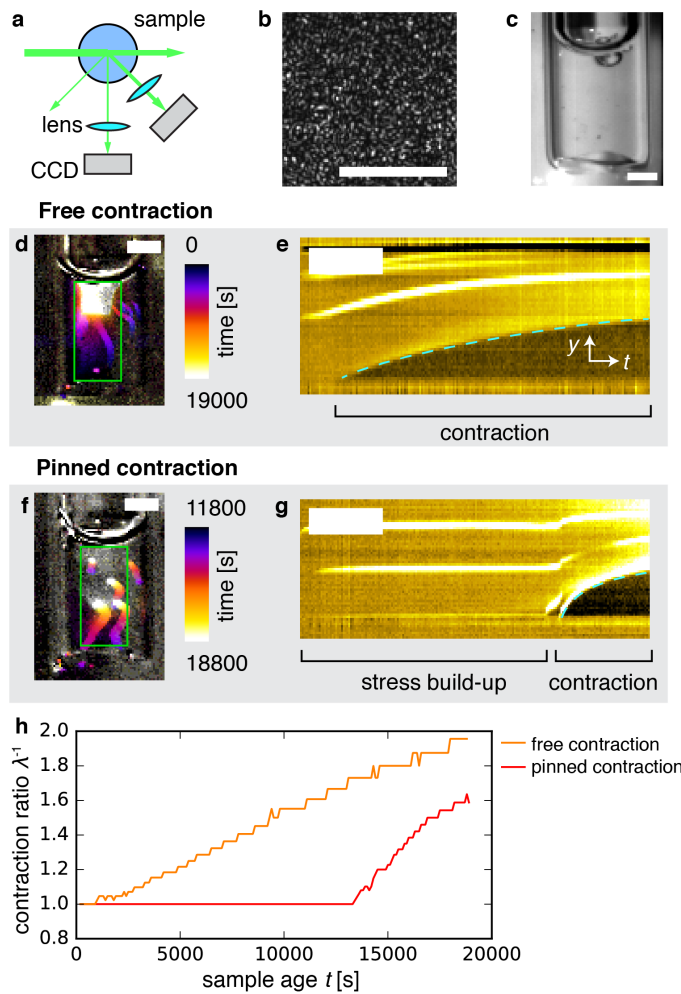 a
sample
lens
CCD
b
c
Free contraction
d
0
time [s]
19000
e
y
t
contraction
Pinned contraction
f
11800
time [s]
18800
g
stress build-up
contraction
h
contraction ratio λ⁻¹
2.0
1.8
1.6
1.4
1.2
1.0
0.8
0
5000
10000
15000
20000
sample age t [s]
free contraction
pinned contraction